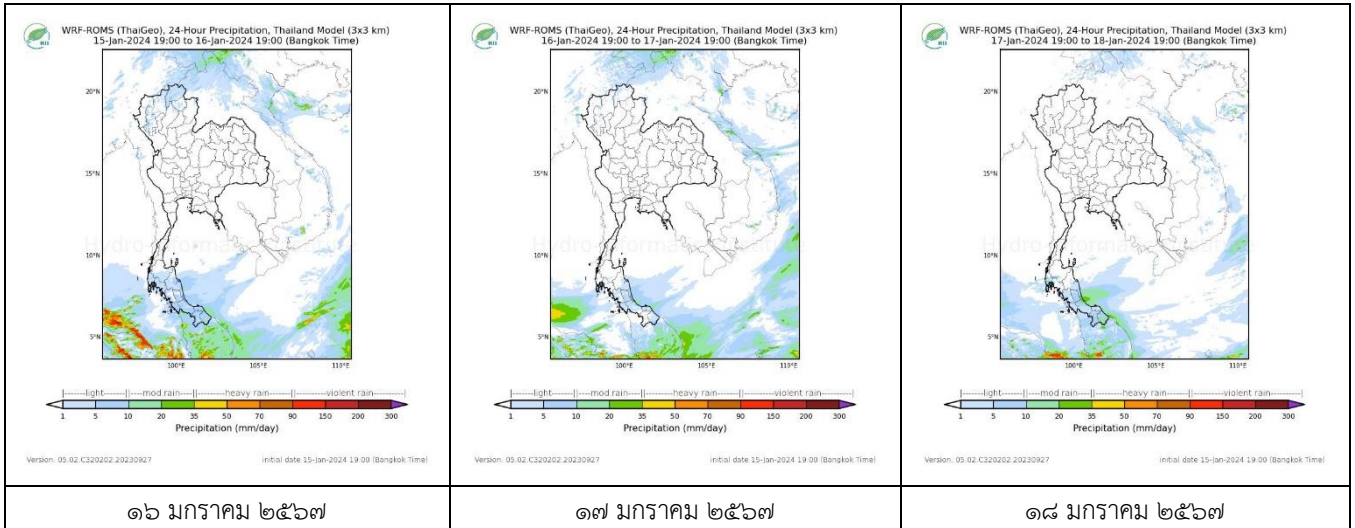 WRF-ROMS (ThaiGeo), 24-Hour Precipitation, Thailand Model (3x3 km)
15-Jan-2024 19:00 to 16-Jan-2024 19:00 (Bangkok Time)
HII
20°N
15°N
10°N
5°N
100°E 105°E 110°E
light mod rain heavy rain violent rain
1 5 10 20 35 50 70 90 150 200 300
Precipitation (mm/day)
Version: 05.02.C320202.20230927 initial date 15-Jan-2024 19:00 (Bangkok Time)
๑๖ มกราคม ๒๕๖๗
WRF-ROMS (ThaiGeo), 24-Hour Precipitation, Thailand Model (3x3 km)
16-Jan-2024 19:00 to 17-Jan-2024 19:00 (Bangkok Time)
HII
20°N
15°N
10°N
5°N
100°E 105°E 110°E
light mod rain heavy rain violent rain
1 5 10 20 35 50 70 90 150 200 300
Precipitation (mm/day)
Version: 05.02.C320202.20230927 initial date 15-Jan-2024 19:00 (Bangkok Time)
๑๗ มกราคม ๒๕๖๗
WRF-ROMS (ThaiGeo), 24-Hour Precipitation, Thailand Model (3x3 km)
17-Jan-2024 19:00 to 18-Jan-2024 19:00 (Bangkok Time)
HII
20°N
15°N
10°N
5°N
100°E 105°E 110°E
light mod rain heavy rain violent rain
1 5 10 20 35 50 70 90 150 200 300
Precipitation (mm/day)
Version: 05.02.C320202.20230927 initial date 15-Jan-2024 19:00 (Bangkok Time)
๑๘ มกราคม ๒๕๖๗